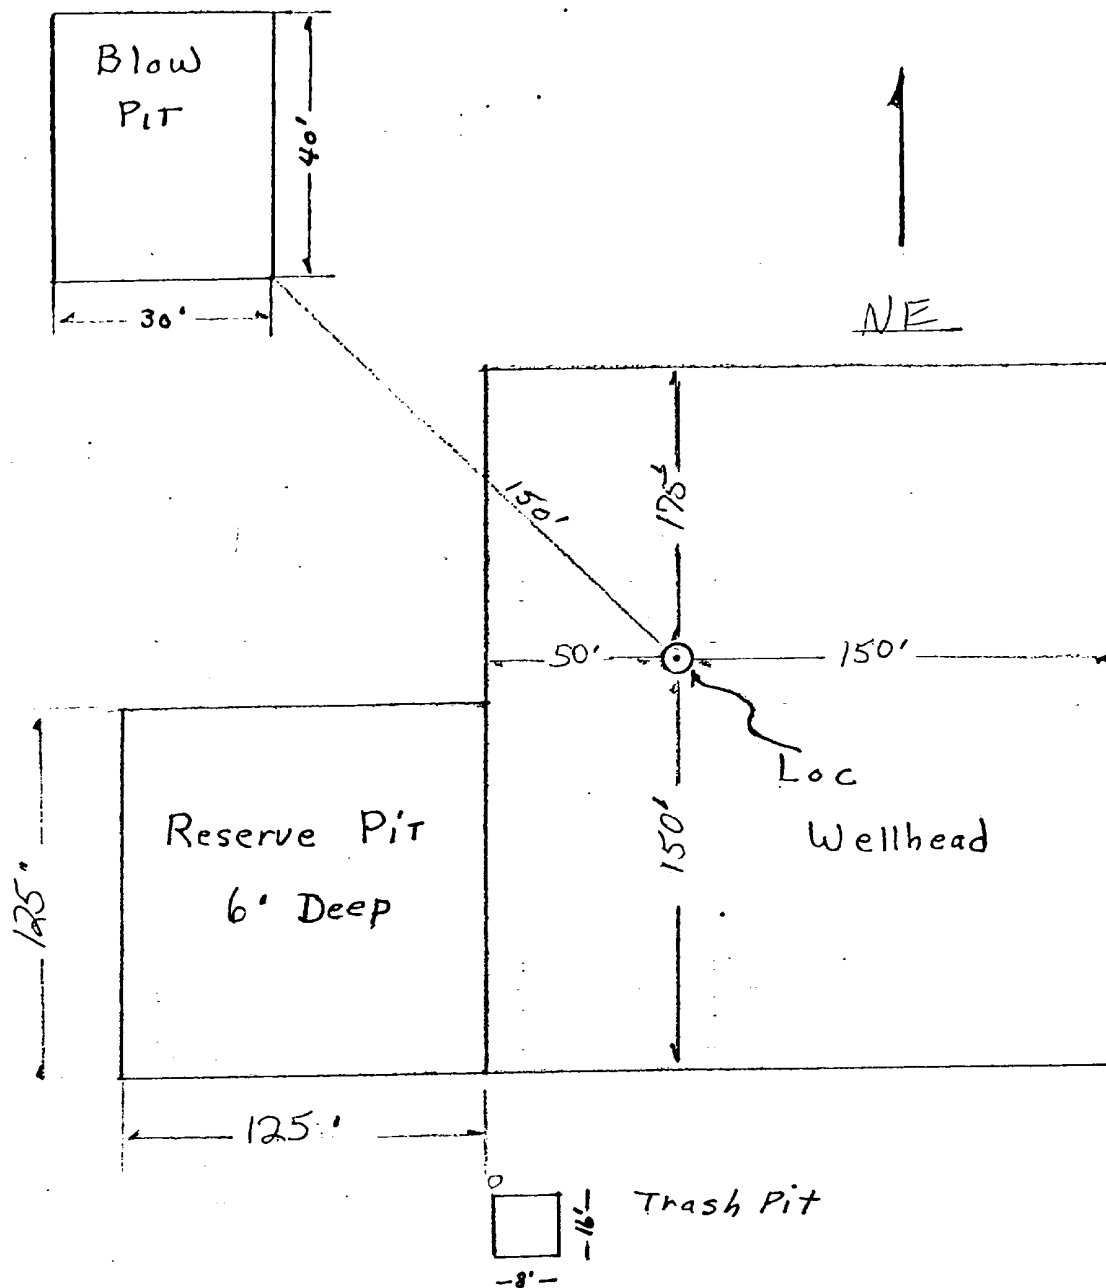 Blow
PiT
40'
30'
NE
175'
150'
50'
150'
Loc
Wellhead
150'
Reserve PiT
6' Deep
125"
125'
Trash Pit
16'
8'